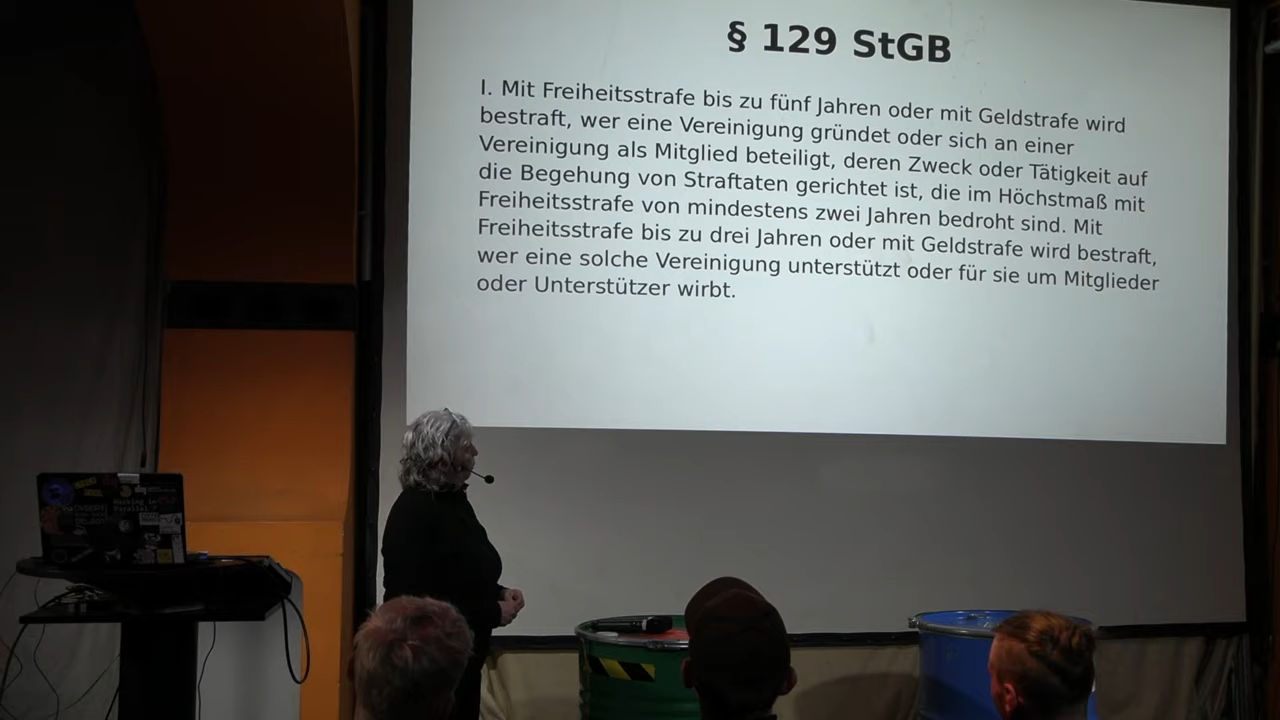 § 129 StGB
I. Mit Freiheitsstrafe bis zu fünf Jahren oder mit Geldstrafe wird
bestraft, wer eine Vereinigung gründet oder sich an einer
Vereinigung als Mitglied beteiligt, deren Zweck oder Tätigkeit auf
die Begehung von Straftaten gerichtet ist, die im Höchstmaß mit
Freiheitsstrafe von mindestens zwei Jahren bedroht sind. Mit
Freiheitsstrafe bis zu drei Jahren oder mit Geldstrafe wird bestraft,
wer eine solche Vereinigung unterstützt oder für sie um Mitglieder
oder Unterstützer wirbt.